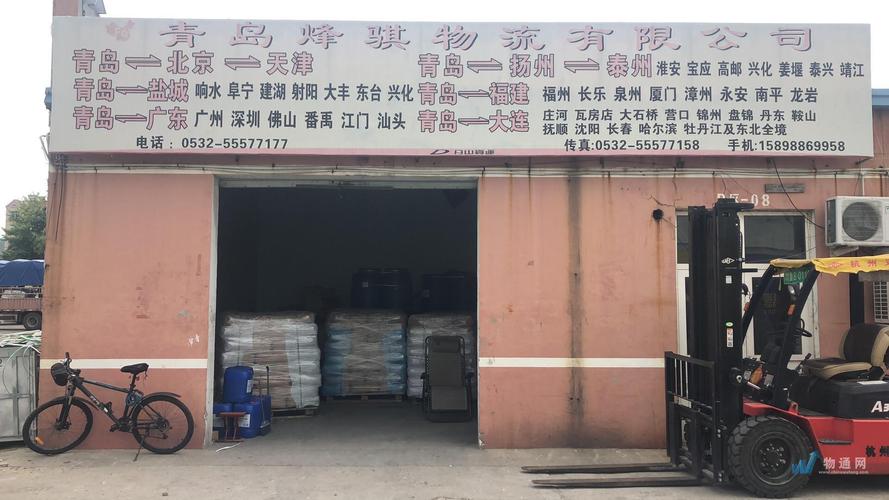 青岛烽骐物流有限公司
青岛⇌北京⇌天津
青岛⇌盐城 响水 阜宁 建湖 射阳 大丰 东台 兴化
青岛⇌广东 广州 深圳 佛山 番禺 江门 汕头
电话：0532-55577177
青岛⇌扬州⇌泰州 淮安 宝应 高邮 兴化 姜堰 泰兴 靖江
青岛⇌福建 福州 长乐 泉州 厦门 漳州 永安 南平 龙岩
青岛⇌大连 庄河 瓦房店 大石桥 营口 锦州 盘锦 丹东 鞍山
抚顺 沈阳 长春 哈尔滨 牡丹江及东北全境
传真:0532-55577158 手机:15898869958
-08
杭州
A3
杭州
物通网